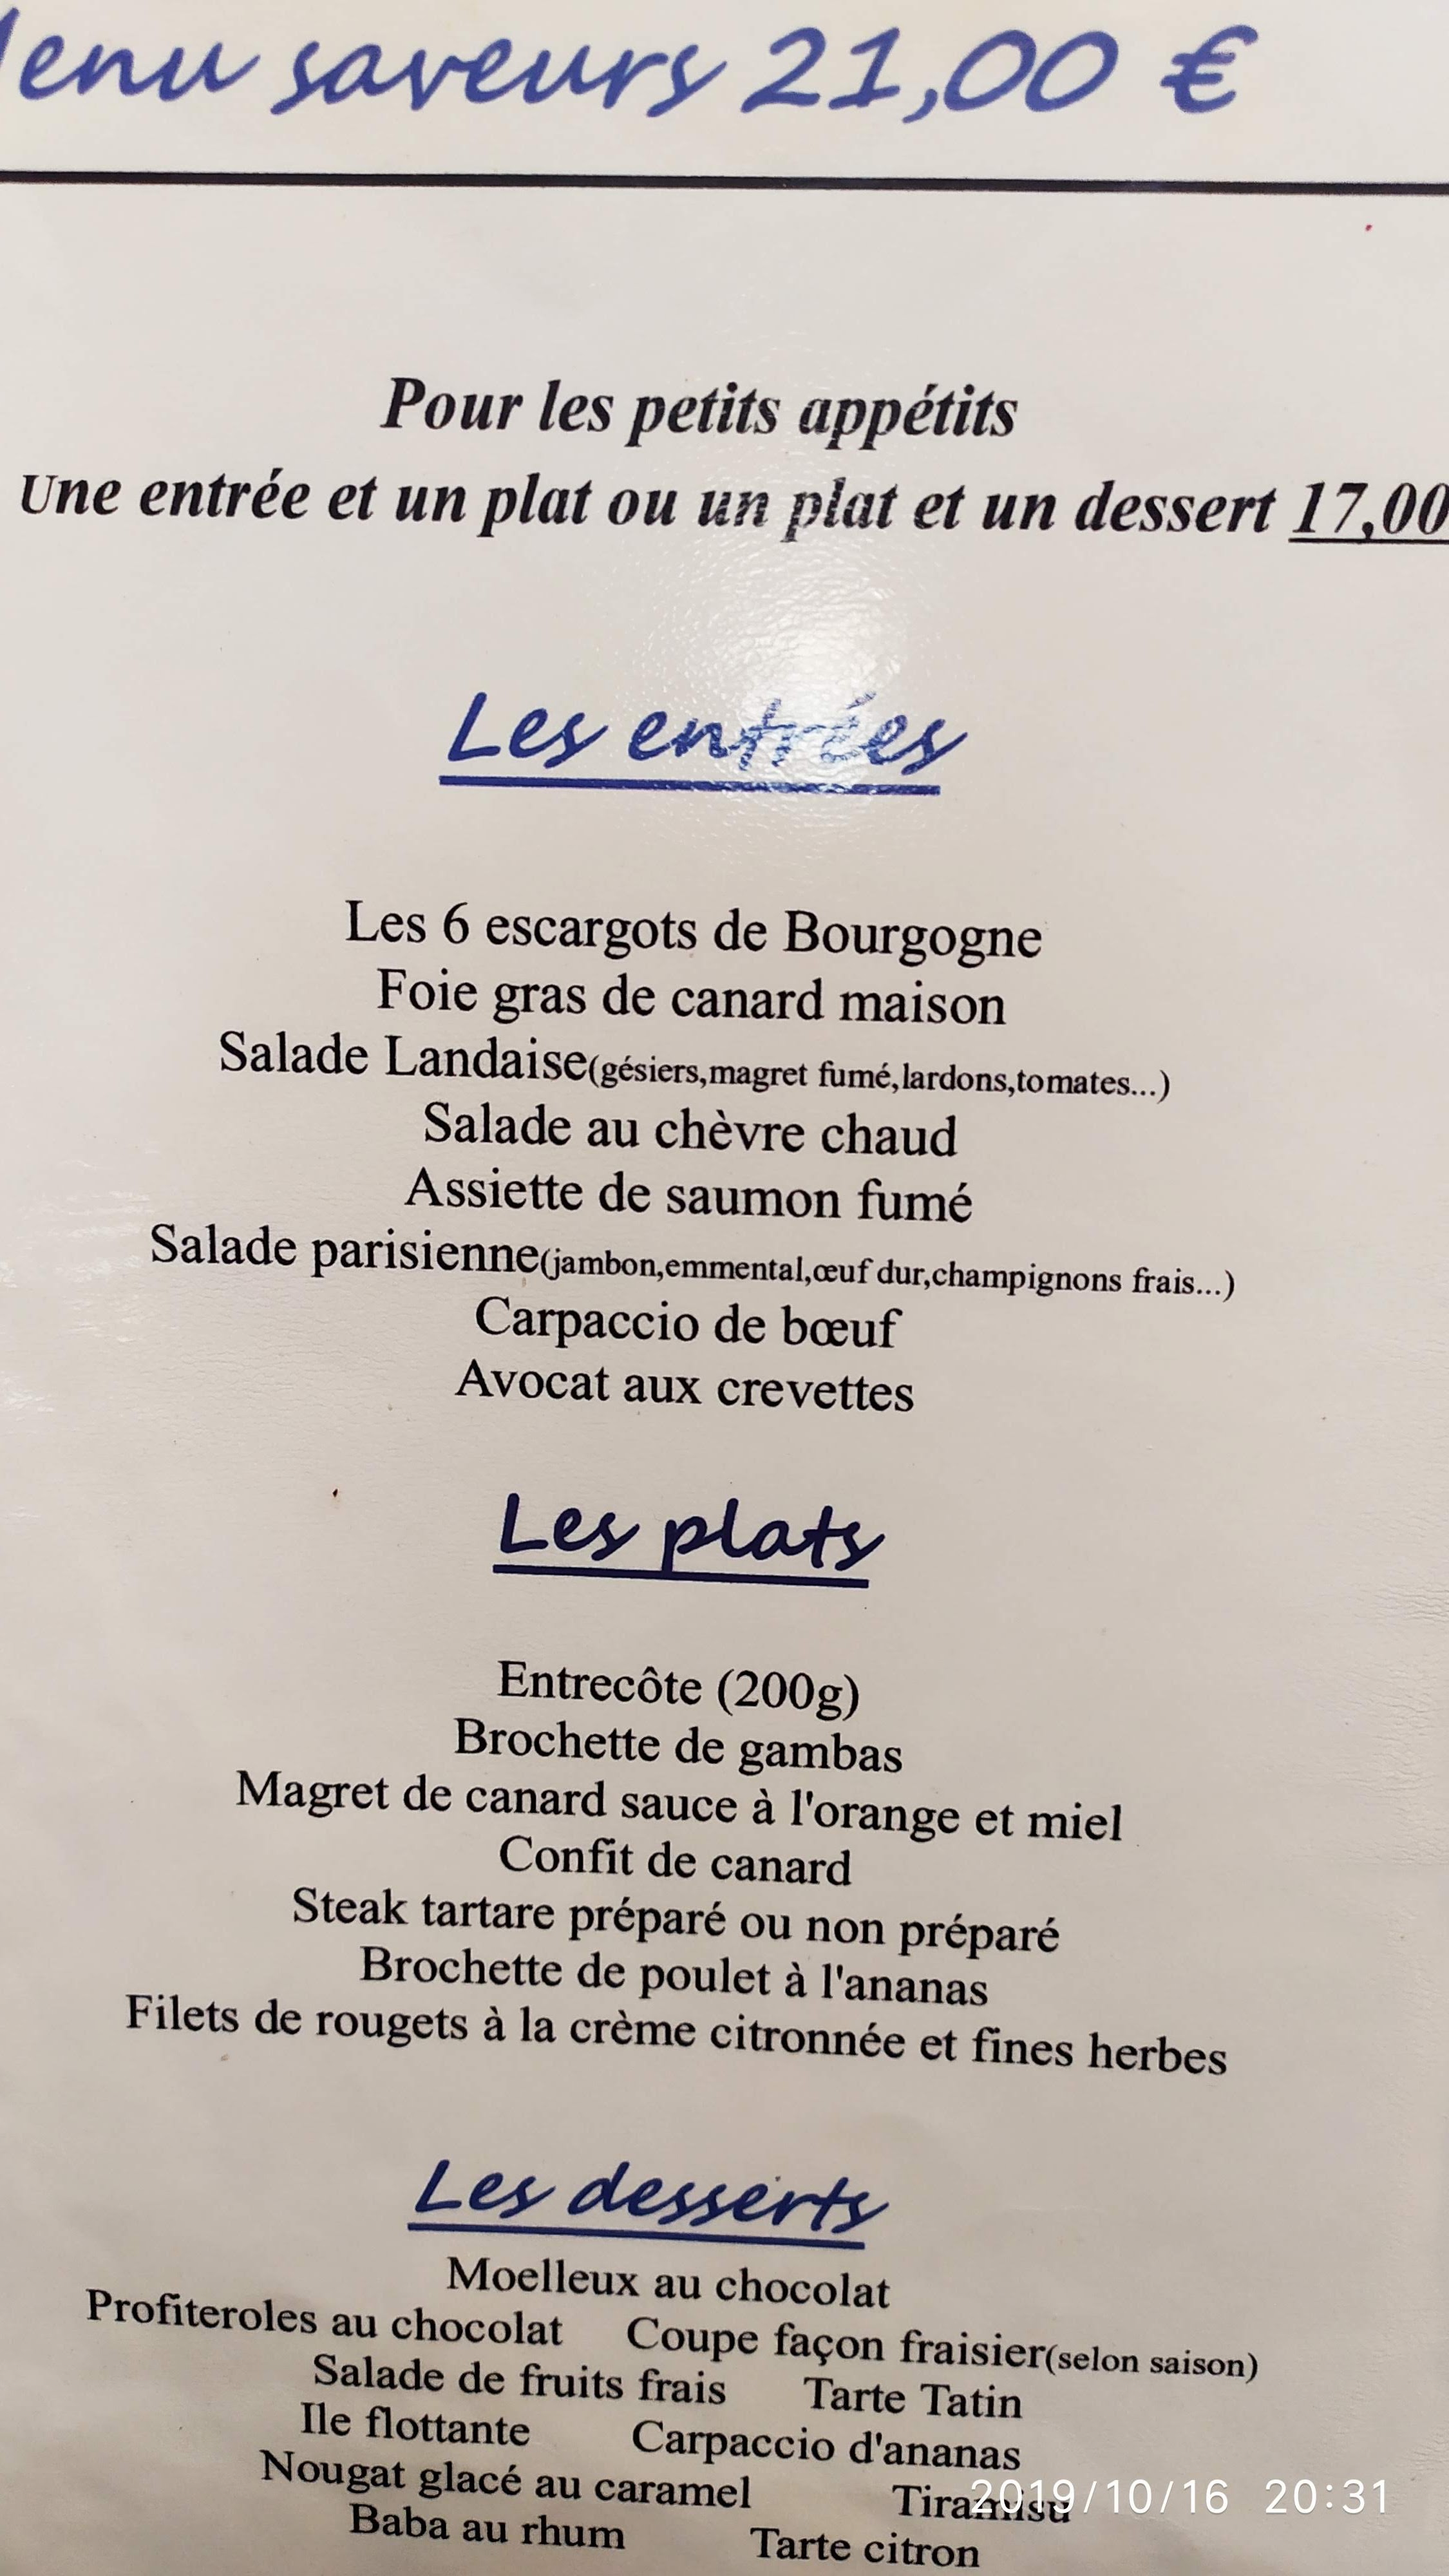 Menu saveurs 21,00 €
Pour les petits appétits
Une entrée et un plat ou un plat et un dessert 17,00
Les entrées
Les 6 escargots de Bourgogne
Foie gras de canard maison
Salade Landaise(gésiers,magret fumé,lardons,tomates...)
Salade au chèvre chaud
Assiette de saumon fumé
Salade parisienne(jambon,emmental,œuf dur,champignons frais...)
Carpaccio de bœuf
Avocat aux crevettes
Les plats
Entrecôte (200g)
Brochette de gambas
Magret de canard sauce à l'orange et miel
Confit de canard
Steak tartare préparé ou non préparé
Brochette de poulet à l'ananas
Filets de rougets à la crème citronnée et fines herbes
Les desserts
Moelleux au chocolat
Profiteroles au chocolat Coupe façon fraisier(selon saison)
Salade de fruits frais Tarte Tatin
Ile flottante Carpaccio d'ananas
Nougat glacé au caramel Tiramisu
2019/10/16 20:31
Baba au rhum Tarte citron